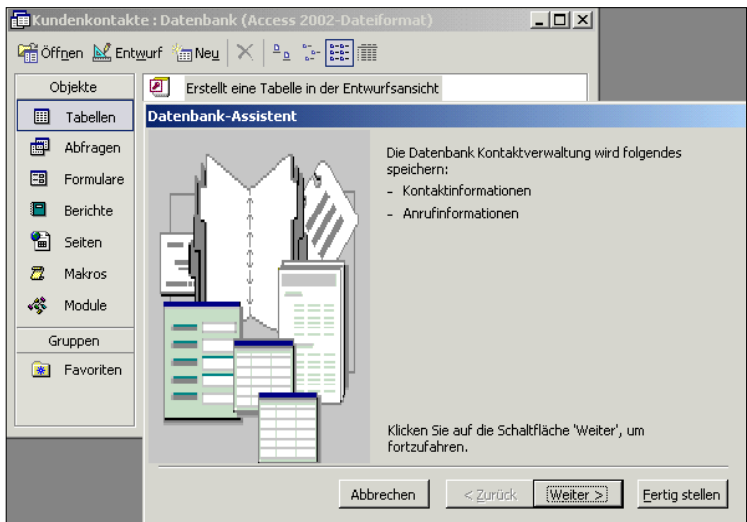 Kundenkontakte : Datenbank (Access 2002-Dateiformat)
Öffnen Entwurf Neu
Objekte
Erstellt eine Tabelle in der Entwurfsansicht
Tabellen
Abfragen
Formulare
Berichte
Seiten
Makros
Module
Gruppen
Favoriten
Datenbank-Assistent
Die Datenbank Kontaktverwaltung wird folgendes
speichern:
- Kontaktinformationen
- Anrufinformationen
Klicken Sie auf die Schaltfläche 'Weiter', um
fortzufahren.
Abbrechen < Zurück Weiter > Fertig stellen